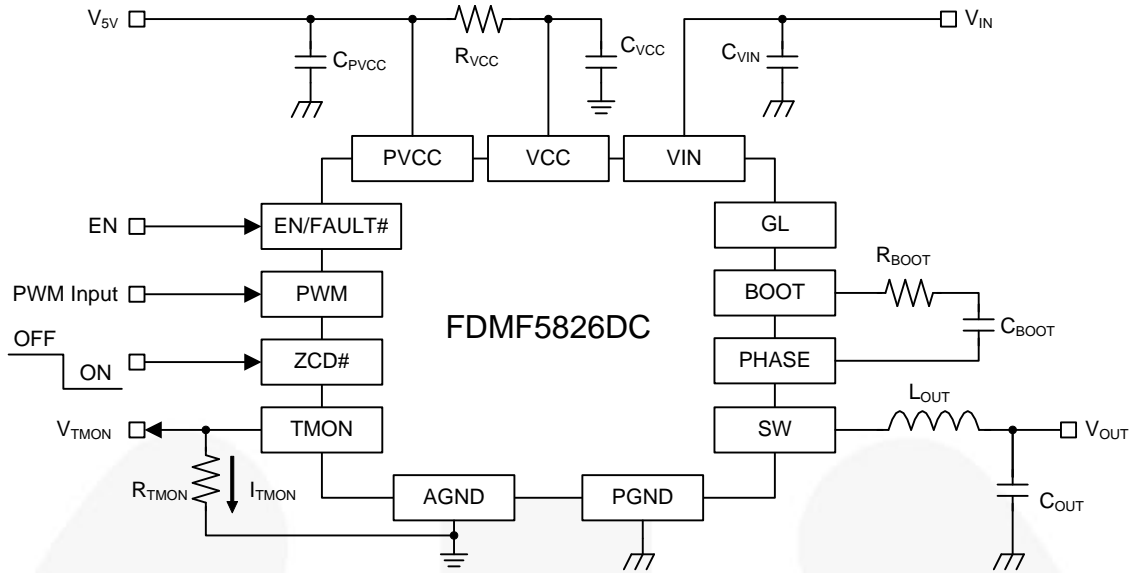 V5V
VIN
CPVCC
RVCC
CVCC
CVIN
PVCC
VCC
VIN
EN
EN/FAULT#
GL
RBOOT
PWM Input
PWM
BOOT
FDMF5826DC
CBOOT
OFF
ON
ZCD#
PHASE
LOUT
VTMON
TMON
SW
VOUT
RTMON
ITMON
AGND
PGND
COUT